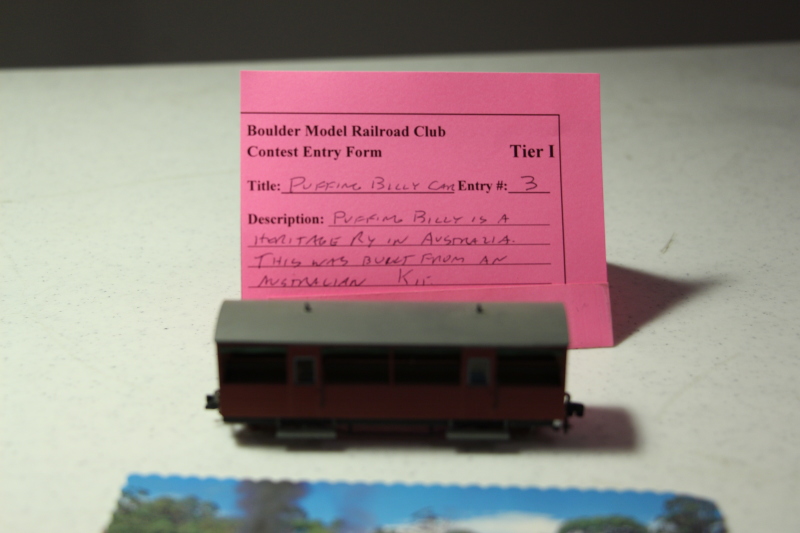 Boulder Model Railroad Club
Contest Entry Form Tier I
Title: PUFFING BILLY CAR Entry #: 3
Description: PUFFING BILLY IS A
HERITAGE RY IN AUSTRALIA.
THIS WAS BUILT FROM AN
AUSTRALIAN KIT